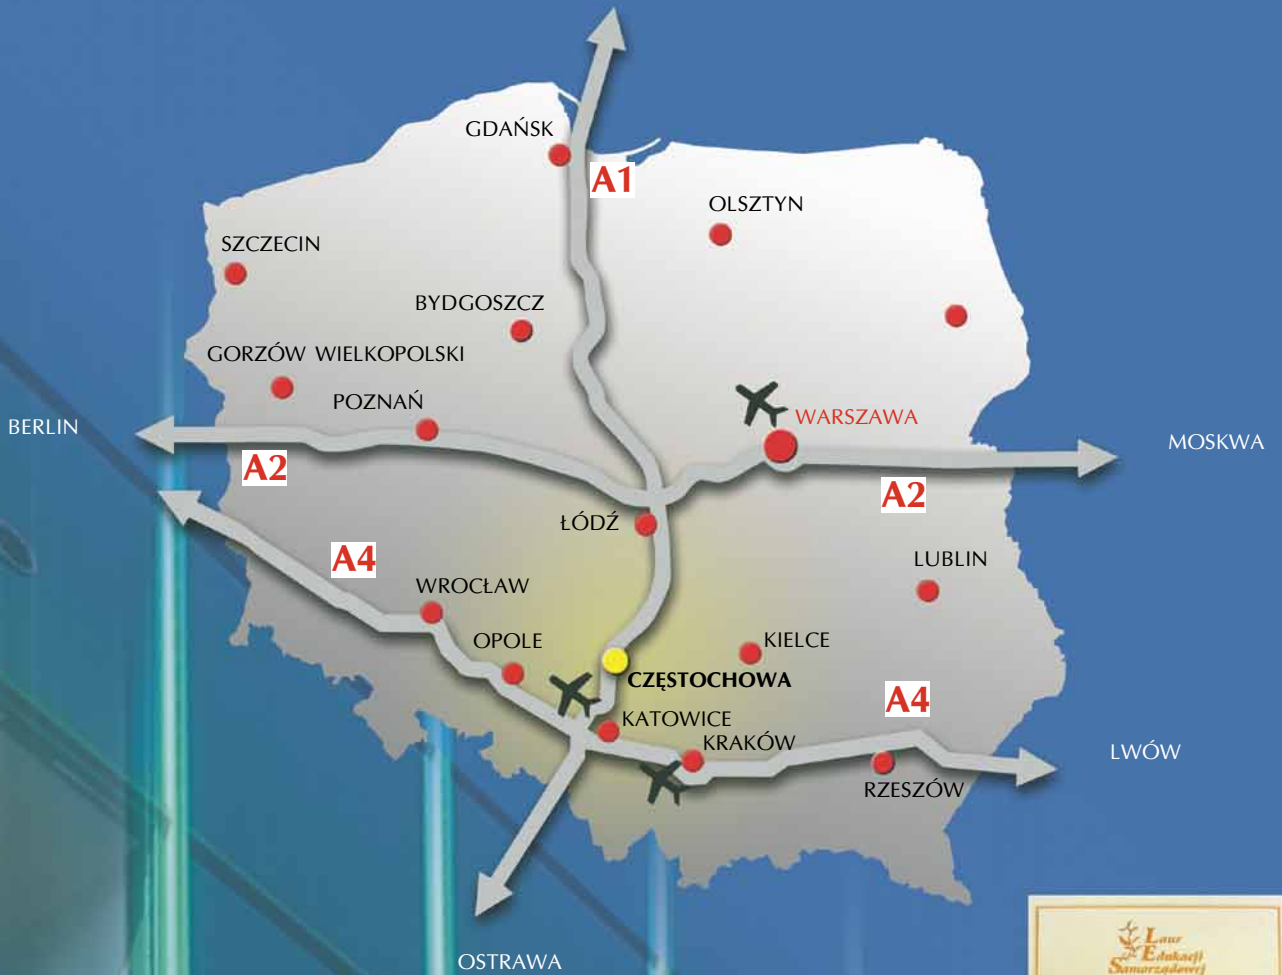 GDAŃSK
A1
OLSZTYN
SZCZECIN
BYDGOSZCZ
GORZÓW WIELKOPOLSKI
POZNAŃ
WARSZAWA
BERLIN
MOSKWA
A2
A2
ŁÓDŹ
A4
LUBLIN
WROCŁAW
OPOLE
KIELCE
CZĘSTOCHOWA
A4
KATOWICE
KRAKÓW
LWÓW
RZESZÓW
OSTRAWA
Laur
Edukacji
Samorządowej